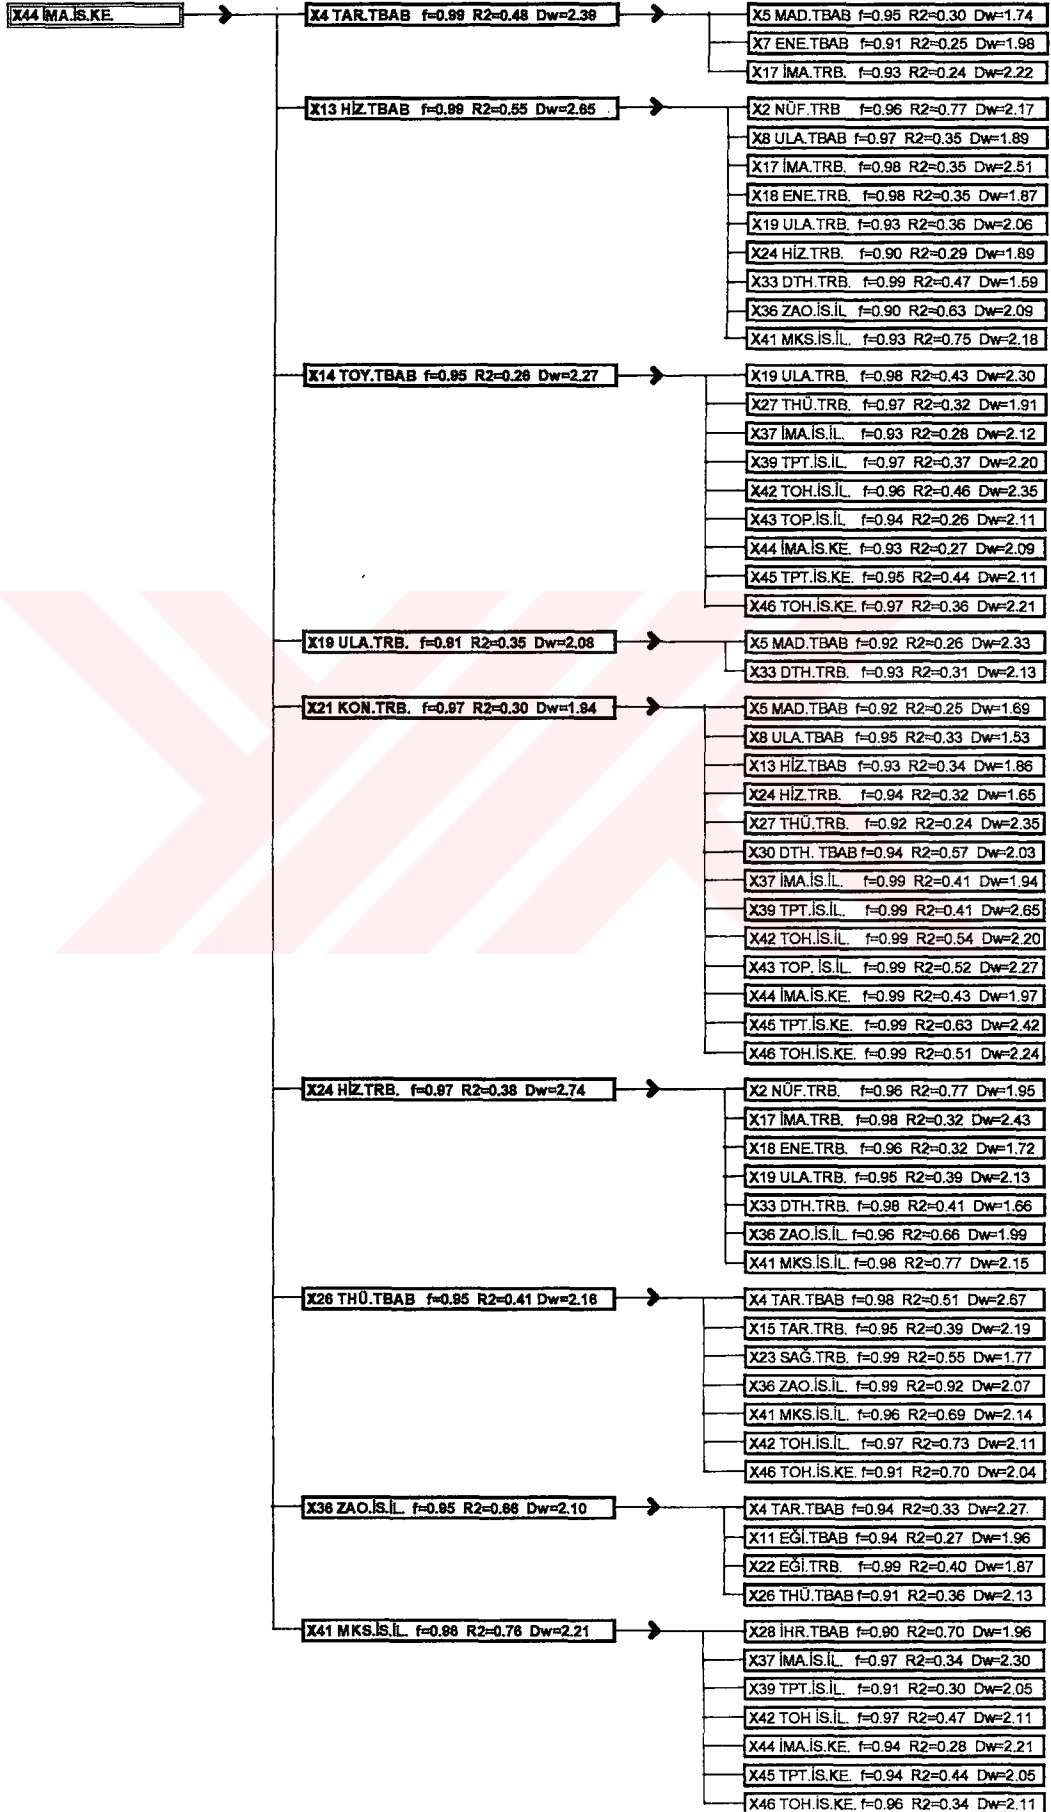 X44 İMA.İS.KE.
X4 TAR.TBAB f=0.99 R2=0.48 Dw=2.39
X5 MAD.TBAB f=0.95 R2=0.30 Dw=1.74
X7 ENE.TBAB f=0.91 R2=0.25 Dw=1.98
X17 İMA.TRB. f=0.93 R2=0.24 Dw=2.22
X13 HİZ.TBAB f=0.99 R2=0.55 Dw=2.65
X2 NÜF.TRB f=0.96 R2=0.77 Dw=2.17
X8 ULA.TBAB f=0.97 R2=0.35 Dw=1.89
X17 İMA.TRB. f=0.98 R2=0.35 Dw=2.51
X18 ENE.TRB. f=0.98 R2=0.35 Dw=1.87
X19 ULA.TRB. f=0.93 R2=0.36 Dw=2.06
X24 HİZ.TRB. f=0.90 R2=0.29 Dw=1.89
X33 DTH.TRB. f=0.99 R2=0.47 Dw=1.59
X36 ZAO.İS.İL f=0.90 R2=0.63 Dw=2.09
X41 MKS.İS.İL. f=0.93 R2=0.75 Dw=2.18
X14 TOY.TBAB f=0.95 R2=0.26 Dw=2.27
X19 ULA.TRB. f=0.98 R2=0.43 Dw=2.30
X27 THÜ.TRB. f=0.97 R2=0.32 Dw=1.91
X37 İMA.İS.İL. f=0.93 R2=0.28 Dw=2.12
X39 TPT.İS.İL. f=0.97 R2=0.37 Dw=2.20
X42 TOH.İS.İL. f=0.96 R2=0.46 Dw=2.35
X43 TOP.İS.İL f=0.94 R2=0.26 Dw=2.11
X44 İMA.İS.KE. f=0.93 R2=0.27 Dw=2.09
X45 TPT.İS.KE. f=0.95 R2=0.44 Dw=2.11
X46 TOH.İS.KE. f=0.97 R2=0.36 Dw=2.21
X19 ULA.TRB. f=0.91 R2=0.35 Dw=2.08
X5 MAD.TBAB f=0.92 R2=0.26 Dw=2.33
X33 DTH.TRB. f=0.93 R2=0.31 Dw=2.13
X21 KON.TRB. f=0.97 R2=0.30 Dw=1.94
X5 MAD.TBAB f=0.92 R2=0.25 Dw=1.69
X8 ULA.TBAB f=0.95 R2=0.33 Dw=1.53
X13 HİZ.TBAB f=0.93 R2=0.34 Dw=1.86
X24 HİZ.TRB. f=0.94 R2=0.32 Dw=1.65
X27 THÜ.TRB. f=0.92 R2=0.24 Dw=2.35
X30 DTH. TBAB f=0.94 R2=0.57 Dw=2.03
X37 İMA.İS.İL. f=0.99 R2=0.41 Dw=1.94
X39 TPT.İS.İL. f=0.99 R2=0.41 Dw=2.65
X42 TOH.İS.İL. f=0.99 R2=0.54 Dw=2.20
X43 TOP. İS.İL. f=0.99 R2=0.52 Dw=2.27
X44 İMA.İS.KE. f=0.99 R2=0.43 Dw=1.97
X45 TPT.İS.KE. f=0.99 R2=0.63 Dw=2.42
X46 TOH.İS.KE. f=0.99 R2=0.51 Dw=2.24
X24 HİZ.TRB. f=0.97 R2=0.38 Dw=2.74
X2 NÜF.TRB. f=0.96 R2=0.77 Dw=1.95
X17 İMA.TRB. f=0.98 R2=0.32 Dw=2.43
X18 ENE.TRB. f=0.96 R2=0.32 Dw=1.72
X19 ULA.TRB. f=0.95 R2=0.39 Dw=2.13
X33 DTH.TRB. f=0.98 R2=0.41 Dw=1.66
X36 ZAO.İS.İL. f=0.96 R2=0.66 Dw=1.99
X41 MKS.İS.İL. f=0.98 R2=0.77 Dw=2.15
X26 THÜ.TBAB f=0.95 R2=0.41 Dw=2.16
X4 TAR.TBAB f=0.98 R2=0.51 Dw=2.67
X15 TAR.TRB. f=0.95 R2=0.39 Dw=2.19
X23 SAĞ.TRB. f=0.99 R2=0.55 Dw=1.77
X36 ZAO.İS.İL. f=0.99 R2=0.92 Dw=2.07
X41 MKS.İS.İL. f=0.96 R2=0.69 Dw=2.14
X42 TOH.İS.İL. f=0.97 R2=0.73 Dw=2.11
X46 TOH.İS.KE. f=0.91 R2=0.70 Dw=2.04
X36 ZAO.İS.İL. f=0.95 R2=0.66 Dw=2.10
X4 TAR.TBAB f=0.94 R2=0.33 Dw=2.27.
X11 EĞİ.TBAB f=0.94 R2=0.27 Dw=1.96
X22 EĞİ.TRB. f=0.99 R2=0.40 Dw=1.87
X26 THÜ.TBAB f=0.91 R2=0.36 Dw=2.13
X41 MKS.İS.İL. f=0.98 R2=0.76 Dw=2.21
X28 İHR.TBAB f=0.90 R2=0.70 Dw=1.96
X37 İMA.İS.İL. f=0.97 R2=0.34 Dw=2.30
X39 TPT.İS.İL. f=0.91 R2=0.30 Dw=2.05
X42 TOH İS.İL. f=0.97 R2=0.47 Dw=2.11
X44 İMA.İS.KE. f=0.94 R2=0.28 Dw=2.21
X45 TPT.İS.KE. f=0.94 R2=0.44 Dw=2.05
X46 TOH.İS.KE. f=0.96 R2=0.34 Dw=2.11